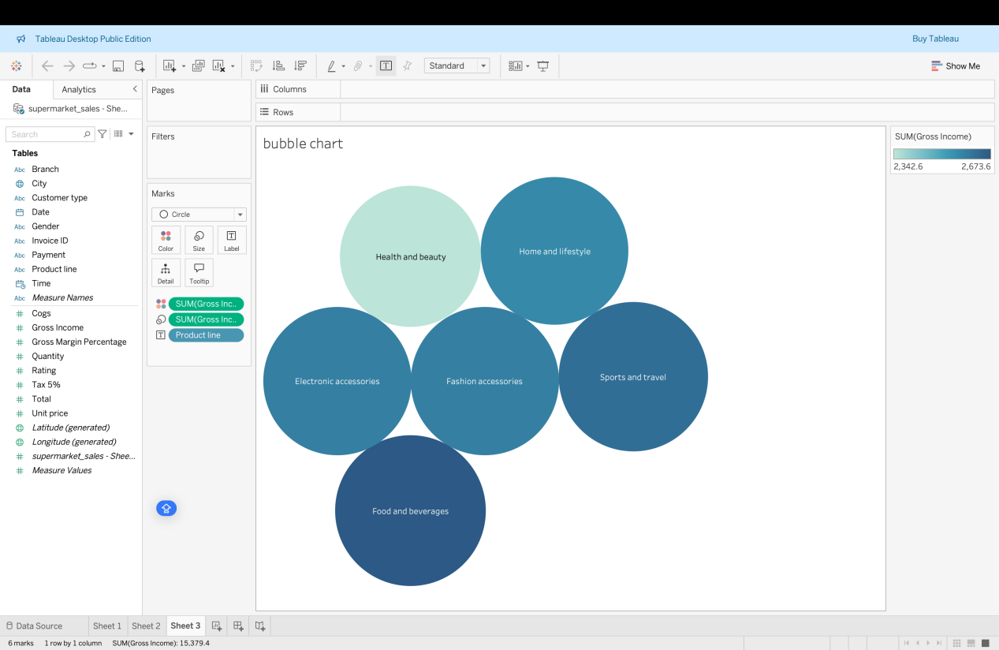 Tableau Desktop Public Edition
Buy Tableau
Standard
Show Me
Data
Analytics
supermarket_sales - She...
Search
Tables
Abc Branch
City
Abc Customer type
Date
Abc Gender
Abc Invoice ID
Abc Payment
Abc Product line
Time
Abc Measure Names
Cogs
Gross Income
Gross Margin Percentage
Quantity
Rating
Tax 5%
Total
Unit price
Latitude (generated)
Longitude (generated)
supermarket_sales - Shee...
Measure Values
Pages
Filters
Marks
Circle
Color
Size
Label
Detail
Tooltip
SUM(Gross Inc..
SUM(Gross Inc..
Product line
Columns
Rows
bubble chart
Health and beauty
Home and lifestyle
Electronic accessories
Fashion accessories
Sports and travel
Food and beverages
SUM(Gross Income)
2,342.6
2,673.6
Data Source
Sheet 1
Sheet 2
Sheet 3
6 marks
1 row by 1 column
SUM(Gross Income): 15,379.4